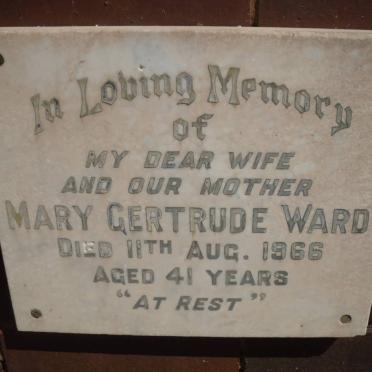 In Loving Memory
of
MY DEAR WIFE
AND OUR MOTHER
MARY GERTRUDE WARD
DIED 11TH AUG. 1966
AGED 41 YEARS
"AT REST"